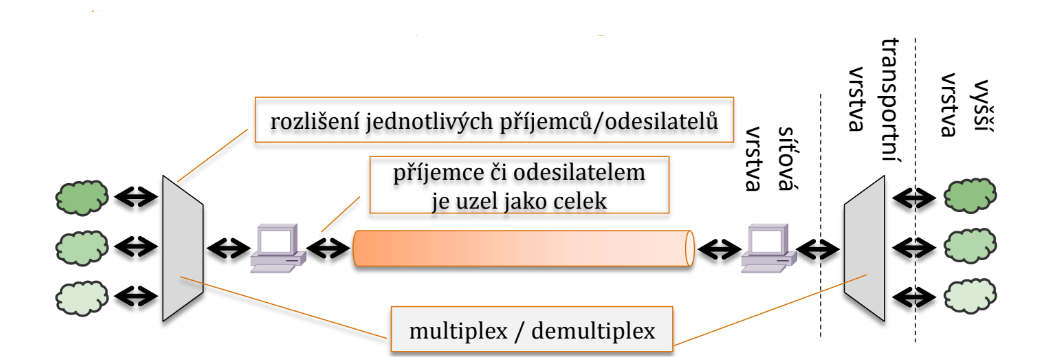 rozlišení jednotlivých příjemců/odesilatelů
příjemce či odesilatelem
je uzel jako celek
multiplex / demultiplex
síťová
vrstva
transportní
vrstva
vyšší
vrstva